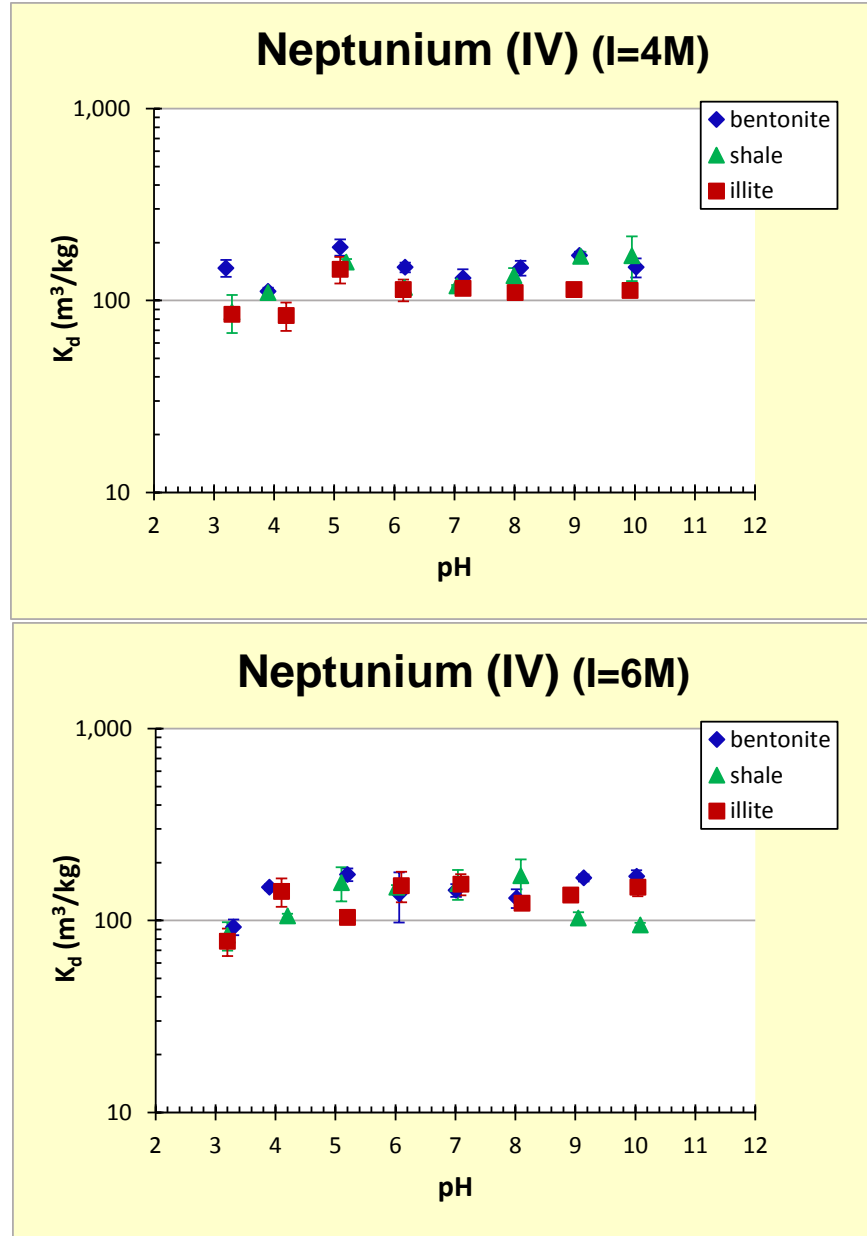 Neptunium (IV) (I=4M)
1,000
bentonite
shale
illite
K_d (m³/kg)
100
10
2 3 4 5 6 7 8 9 10 11 12
pH
Neptunium (IV) (I=6M)
1,000
bentonite
shale
illite
K_d (m³/kg)
100
10
2 3 4 5 6 7 8 9 10 11 12
pH